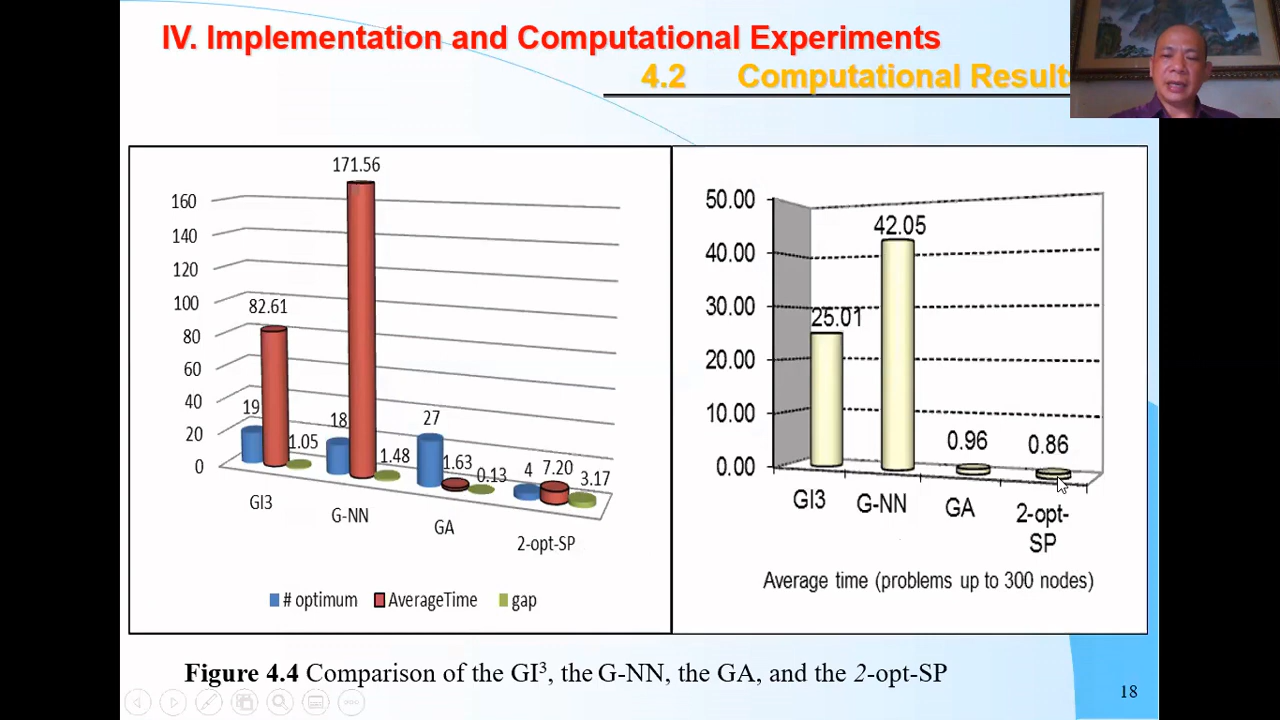 IV. Implementation and Computational Experiments
4.2 Computational Result
171.56
160
140
120
100
80
60
40
20
0
82.61
19
1.05
18
1.48
27
1.63
0.13
4
7.20
3.17
GI3
G-NN
GA
2-opt-SP
# optimum
AverageTime
gap
50.00
40.00
30.00
20.00
10.00
0.00
25.01
42.05
0.96
0.86
GI3
G-NN
GA
2-opt-
SP
Average time (problems up to 300 nodes)
Figure 4.4 Comparison of the GI³, the G-NN, the GA, and the 2-opt-SP
18